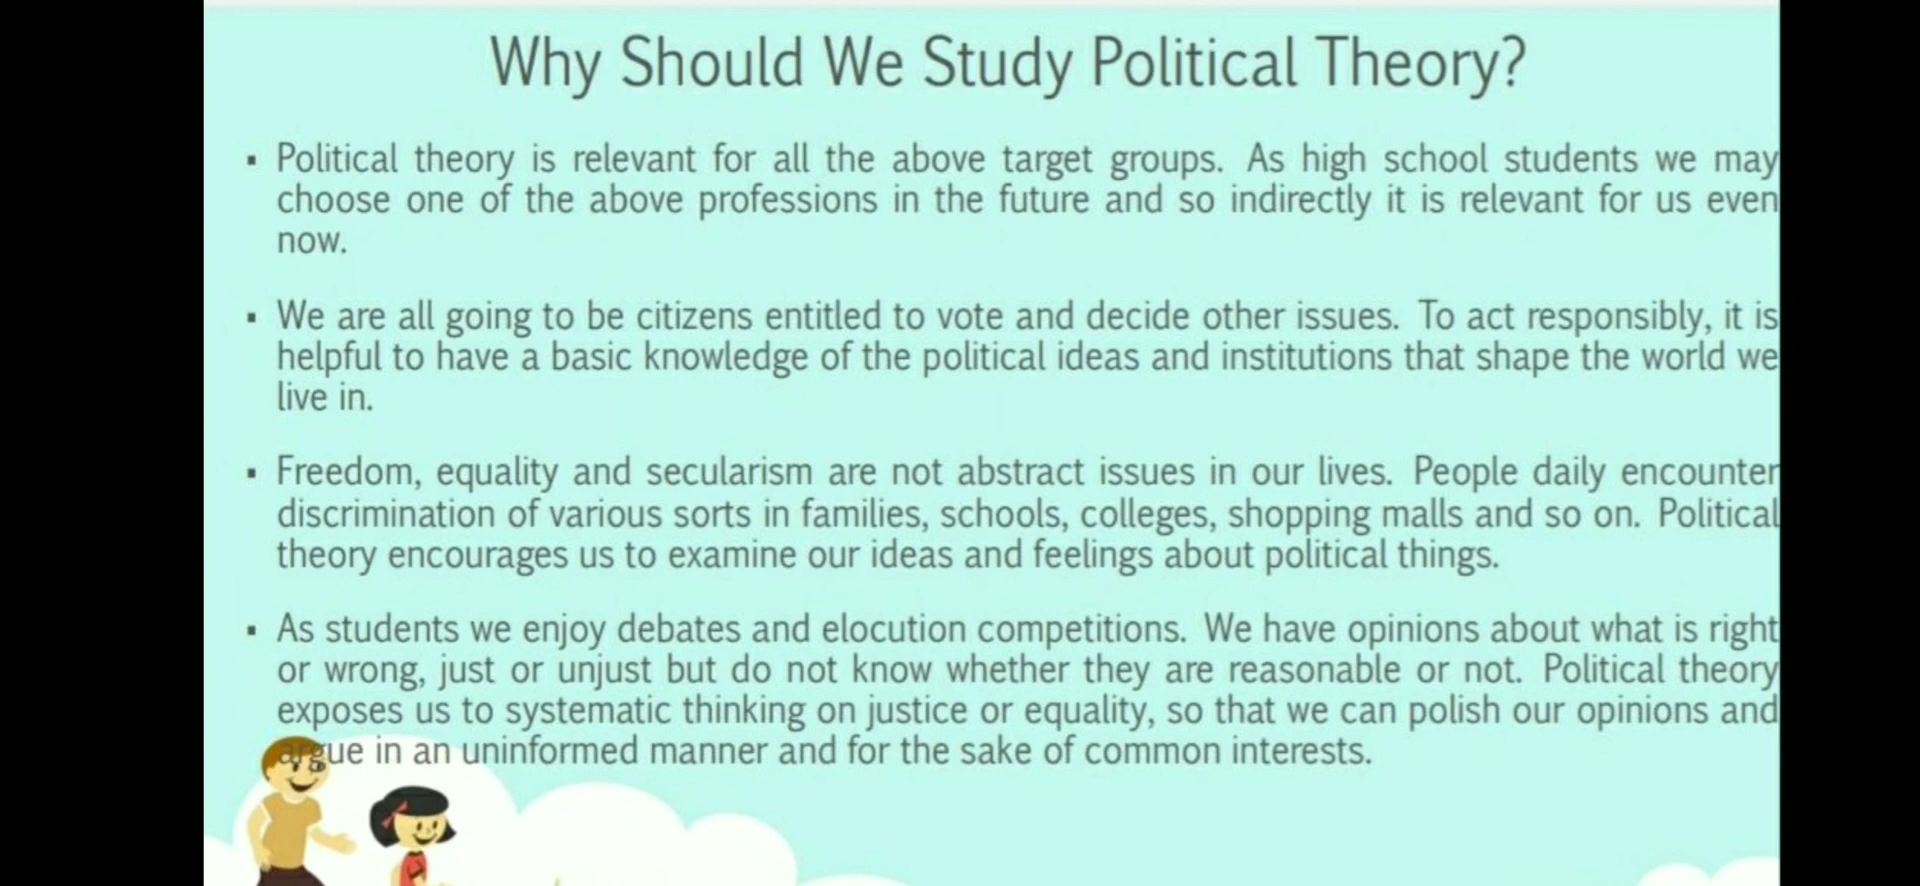 Why Should We Study Political Theory?
▪ Political theory is relevant for all the above target groups. As high school students we may
choose one of the above professions in the future and so indirectly it is relevant for us even
now.
▪ We are all going to be citizens entitled to vote and decide other issues. To act responsibly, it is
helpful to have a basic knowledge of the political ideas and institutions that shape the world we
live in.
▪ Freedom, equality and secularism are not abstract issues in our lives. People daily encounter
discrimination of various sorts in families, schools, colleges, shopping malls and so on. Political
theory encourages us to examine our ideas and feelings about political things.
▪ As students we enjoy debates and elocution competitions. We have opinions about what is right
or wrong, just or unjust but do not know whether they are reasonable or not. Political theory
exposes us to systematic thinking on justice or equality, so that we can polish our opinions and
argue in an uninformed manner and for the sake of common interests.